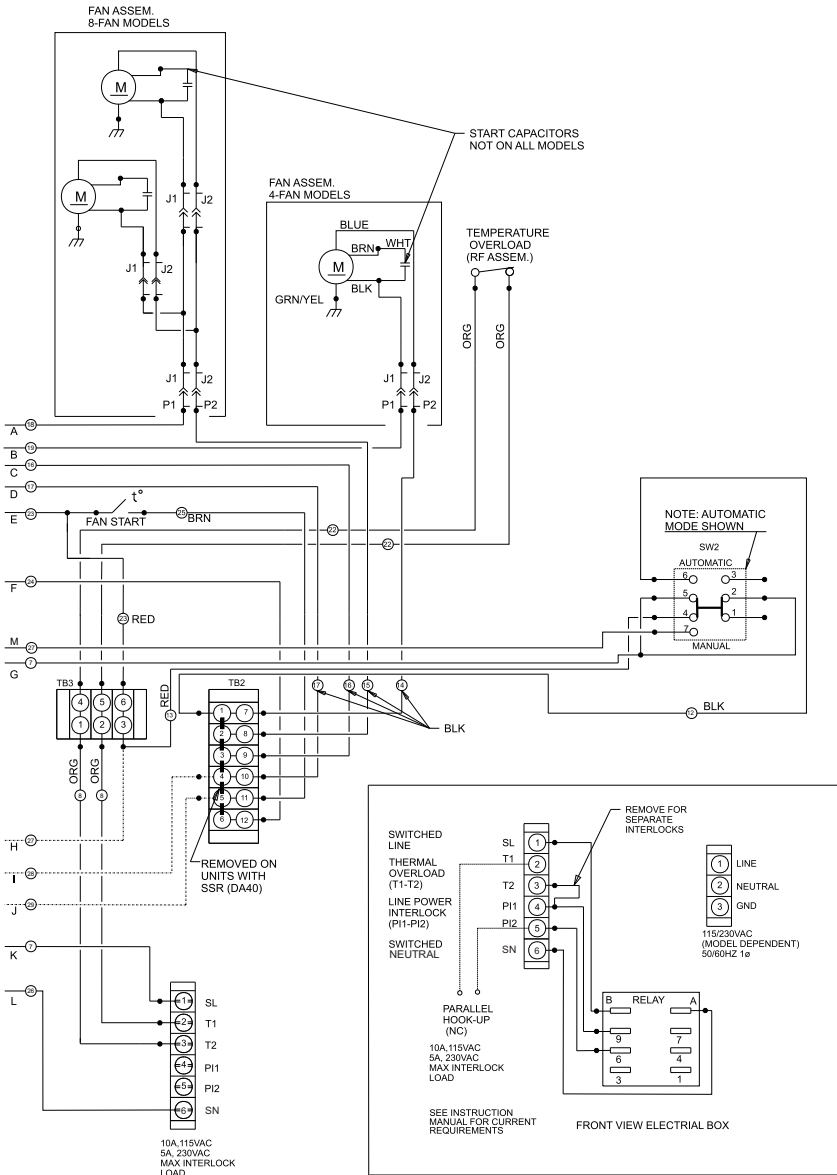 FAN ASSEM.
8-FAN MODELS
M
M
J1
J2
J1
J2
J1
J2
P1
P2
START CAPACITORS
NOT ON ALL MODELS
FAN ASSEM.
4-FAN MODELS
BLUE
BRN
WHT
M
BLK
GRN/YEL
J1
J2
P1
P2
TEMPERATURE
OVERLOAD
(RF ASSEM.)
ORG
ORG
A
18
B
19
C
16
D
17
E
23
t°
FAN START
25
BRN
22
22
F
24
23
RED
M
27
G
7
NOTE: AUTOMATIC
MODE SHOWN
SW2
AUTOMATIC
6
3
5
2
4
1
7
MANUAL
TB3
4
5
6
1
2
3
RED
13
TB2
1
7
2
8
3
9
4
10
5
11
6
12
17
16
15
14
BLK
BLK
12
ORG
ORG
8
8
REMOVED ON
UNITS WITH
SSR (DA40)
H
27
I
28
J
29
K
7
L
26
1
SL
2
T1
3
T2
4
PI1
5
PI2
6
SN
10A,115VAC
5A, 230VAC
MAX INTERLOCK
LOAD
SWITCHED
LINE
THERMAL
OVERLOAD
(T1-T2)
LINE POWER
INTERLOCK
(PI1-PI2)
SWITCHED
NEUTRAL
SL
1
T1
2
T2
3
PI1
4
PI2
5
SN
6
REMOVE FOR
SEPARATE
INTERLOCKS
1
LINE
2
NEUTRAL
3
GND
115/230VAC
(MODEL DEPENDENT)
50/60HZ 1ø
PARALLEL
HOOK-UP
(NC)
10A,115VAC
5A, 230VAC
MAX INTERLOCK
LOAD
SEE INSTRUCTION
MANUAL FOR CURRENT
REQUIREMENTS
B
RELAY
A
9
7
6
4
3
1
FRONT VIEW ELECTRIAL BOX